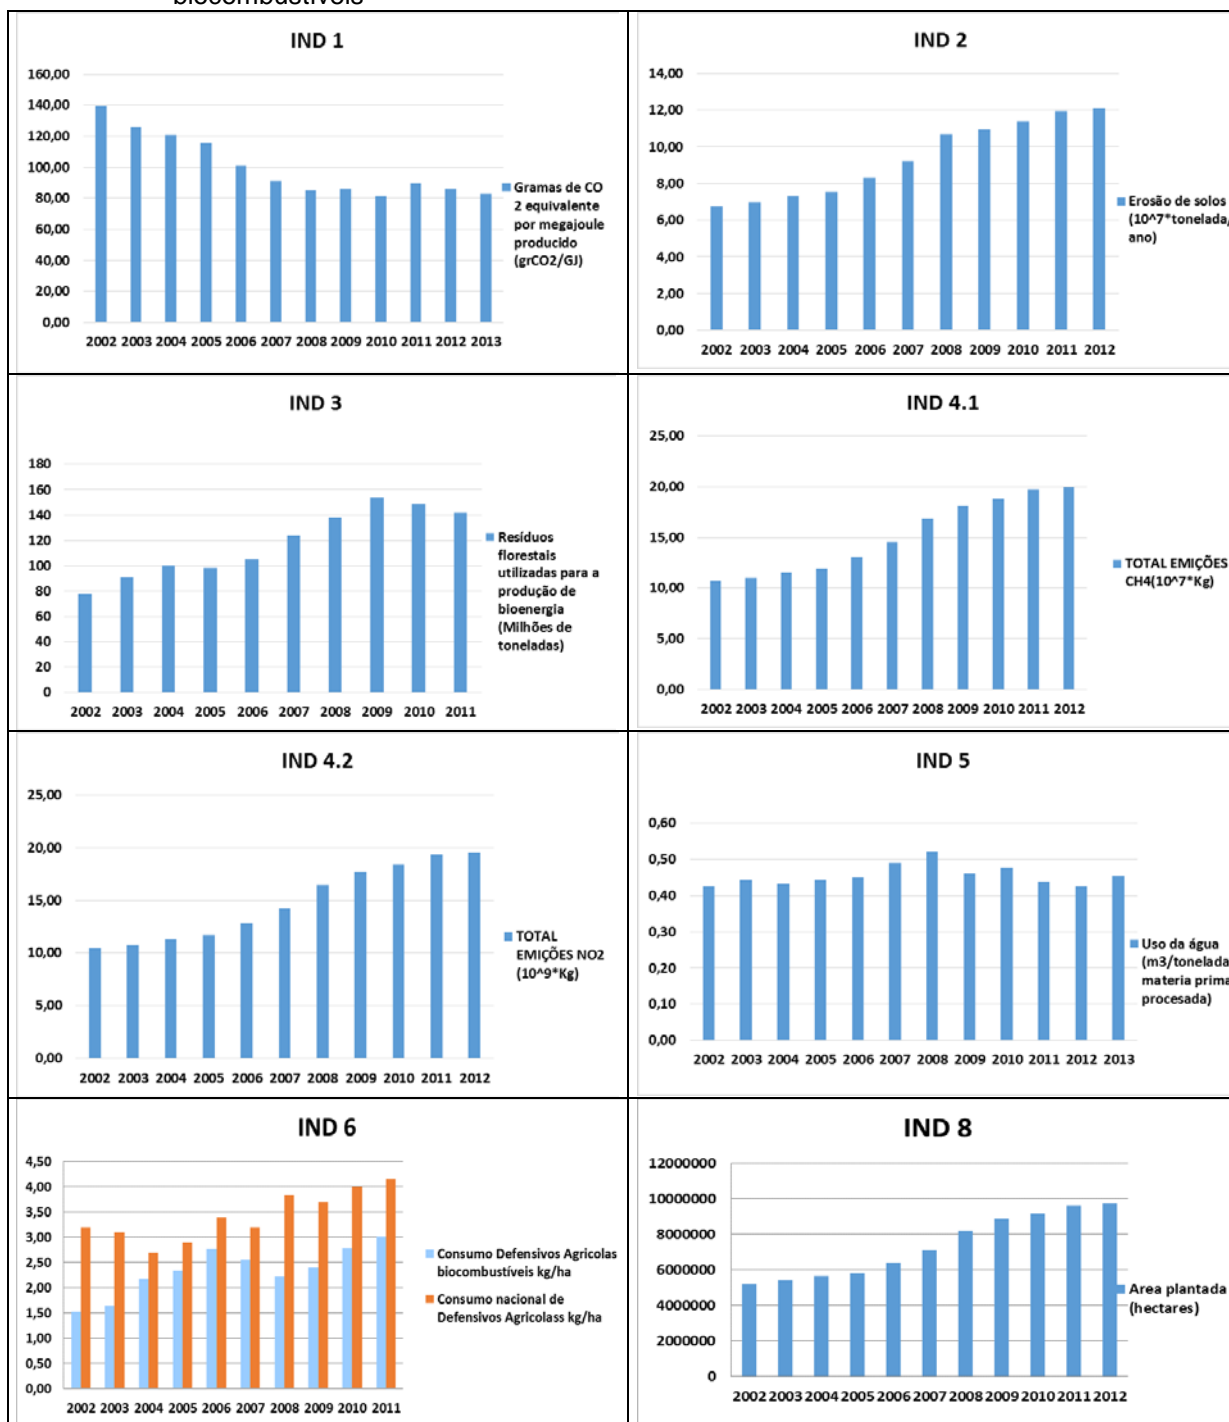 biocombustíveis
IND 1
160,00
140,00
120,00
100,00
80,00
60,00
40,00
20,00
0,00
2002 2003 2004 2005 2006 2007 2008 2009 2010 2011 2012 2013
Gramas de CO
2 equivalente
por megajoule
producido
(grCO2/GJ)
IND 2
14,00
12,00
10,00
8,00
6,00
4,00
2,00
0,00
2002 2003 2004 2005 2006 2007 2008 2009 2010 2011 2012
Erosão de solos
(10^7*tonelada/
ano)
IND 3
180
160
140
120
100
80
60
40
20
0
2002 2003 2004 2005 2006 2007 2008 2009 2010 2011
Resíduos
florestais
utilizadas para a
produção de
bioenergia
(Milhões de
toneladas)
IND 4.1
25,00
20,00
15,00
10,00
5,00
0,00
2002 2003 2004 2005 2006 2007 2008 2009 2010 2011 2012
TOTAL EMIÇÕES
CH4(10^7*Kg)
IND 4.2
25,00
20,00
15,00
10,00
5,00
0,00
2002 2003 2004 2005 2006 2007 2008 2009 2010 2011 2012
TOTAL
EMIÇÕES NO2
(10^9*Kg)
IND 5
0,60
0,50
0,40
0,30
0,20
0,10
0,00
2002 2003 2004 2005 2006 2007 2008 2009 2010 2011 2012 2013
Uso da água
(m3/tonelada
materia prima
procesada)
IND 6
4,50
4,00
3,50
3,00
2,50
2,00
1,50
1,00
0,50
0,00
2002 2003 2004 2005 2006 2007 2008 2009 2010 2011
Consumo Defensivos Agricolas
biocombustíveis kg/ha
Consumo nacional de
Defensivos Agricolass kg/ha
IND 8
12000000
10000000
8000000
6000000
4000000
2000000
0
2002 2003 2004 2005 2006 2007 2008 2009 2010 2011 2012
Area plantada
(hectares)